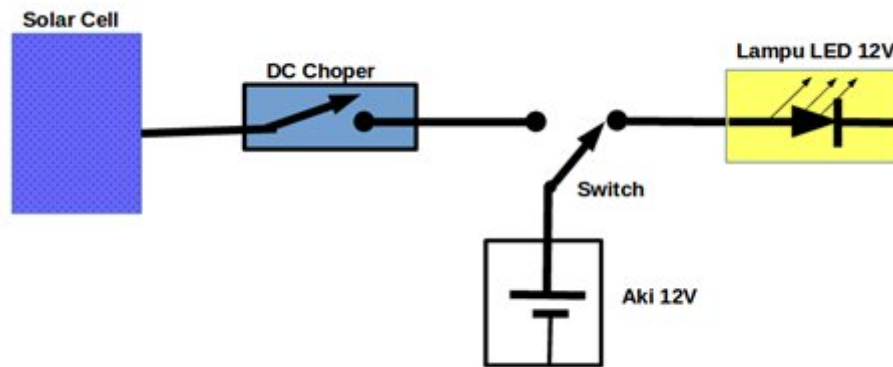 Solar Cell
DC Choper
Lampu LED 12V
Switch
Aki 12V